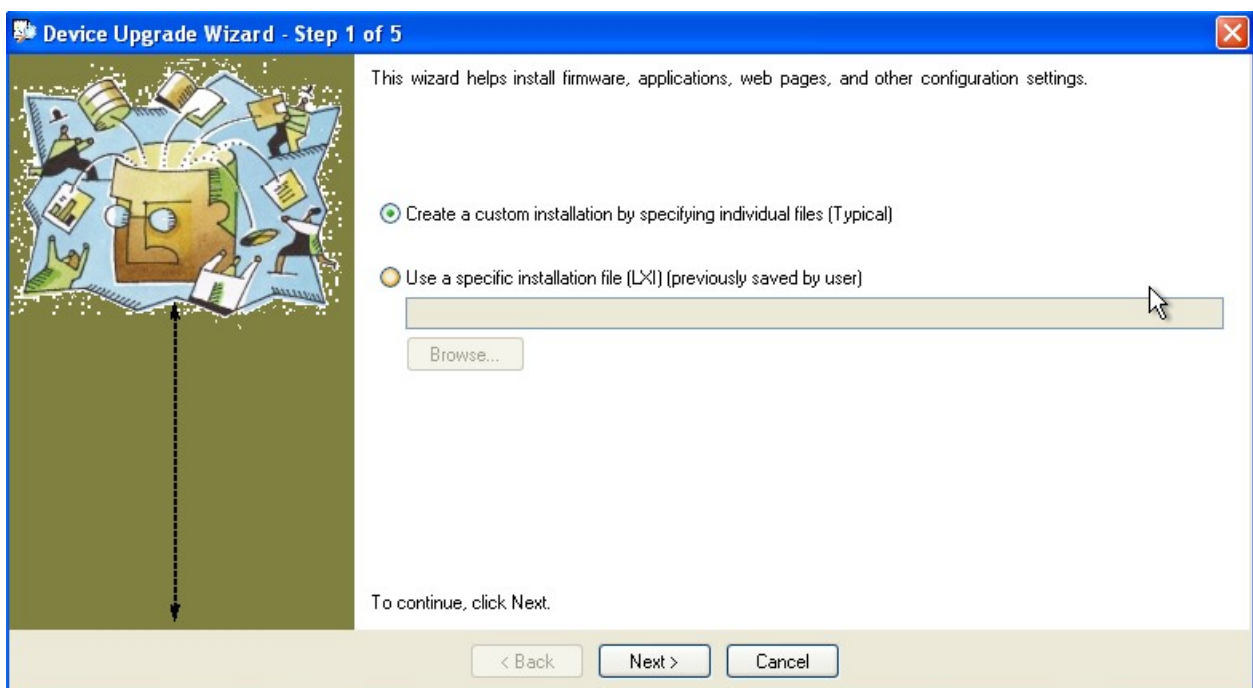 Device Upgrade Wizard - Step 1 of 5
This wizard helps install firmware, applications, web pages, and other configuration settings.
Create a custom installation by specifying individual files (Typical)
Use a specific installation file (LXI) (previously saved by user)
Browse...
To continue, click Next.
< Back Next > Cancel